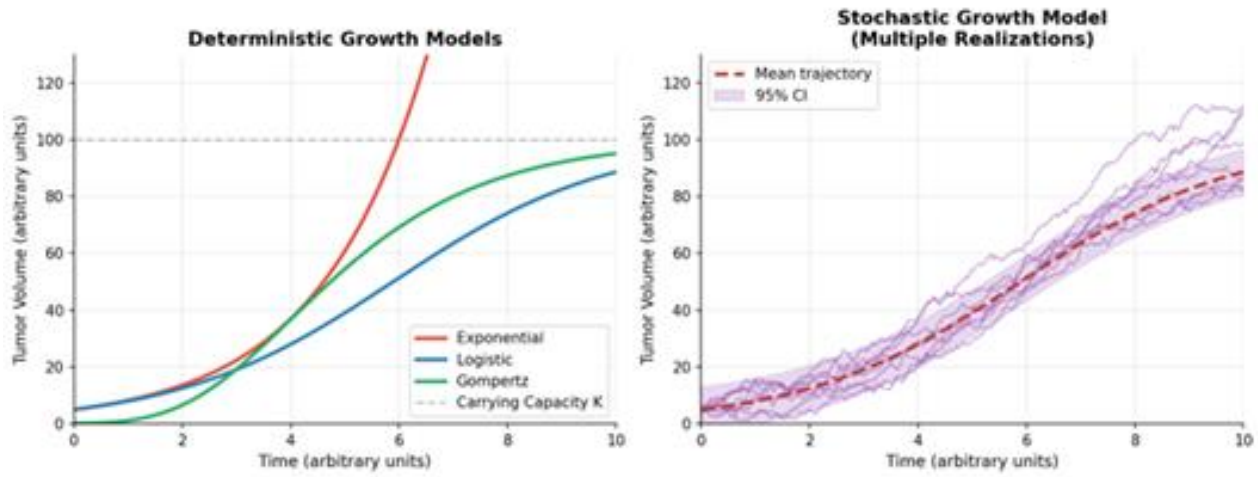 Deterministic Growth Models
Tumor Volume (arbitrary units)
120
100
80
60
40
20
0
0 2 4 6 8 10
Time (arbitrary units)
Exponential
Logistic
Gompertz
Carrying Capacity K
Stochastic Growth Model
(Multiple Realizations)
Tumor Volume (arbitrary units)
120
100
80
60
40
20
0
0 2 4 6 8 10
Time (arbitrary units)
Mean trajectory
95% CI